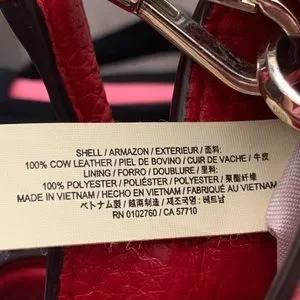 SHELL / ARMAZON / EXTERIEUR / 面料:
100% COW LEATHER / PIEL DE BOVINO / CUIR DE VACHE / 牛皮
LINING / FORRO / DOUBLURE / 里料:
100% POLYESTER / POLIÉSTER / POLYESTER / 聚酯纤维
MADE IN VIETNAM / HECHO EN VIETNAM / FABRIQUÉ AU VIETNAM
ベトナム製 / 越南制造 / 제조국명: 베트남
RN 0102760 / CA 57710